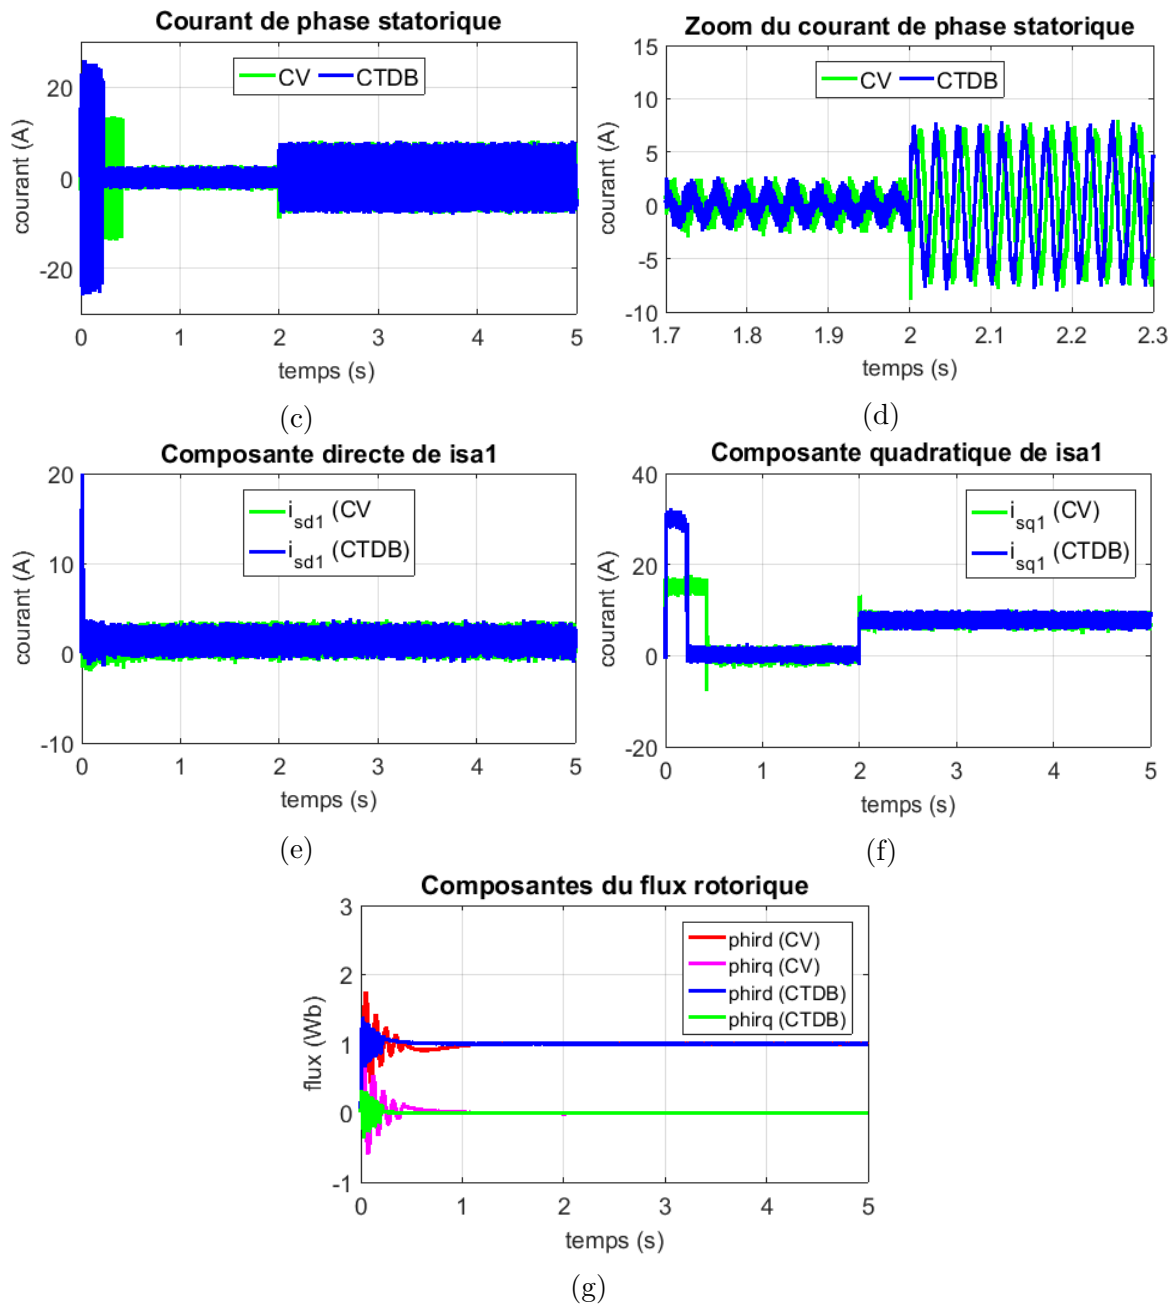 Courant de phase statorique
CV CTDB
courant (A)
20
0
-20
0 1 2 3 4 5
temps (s)
(c)
Zoom du courant de phase statorique
CV CTDB
courant (A)
15
10
5
0
-5
-10
1.7 1.8 1.9 2 2.1 2.2 2.3
temps (s)
(d)
Composante directe de isa1
i_sd1 (CV
i_sd1 (CTDB)
courant (A)
20
10
0
-10
0 1 2 3 4 5
temps (s)
(e)
Composante quadratique de isa1
i_sq1 (CV)
i_sq1 (CTDB)
courant (A)
40
20
0
-20
0 1 2 3 4 5
temps (s)
(f)
Composantes du flux rotorique
phird (CV)
phirq (CV)
phird (CTDB)
phirq (CTDB)
flux (Wb)
3
2
1
0
-1
0 1 2 3 4 5
temps (s)
(g)